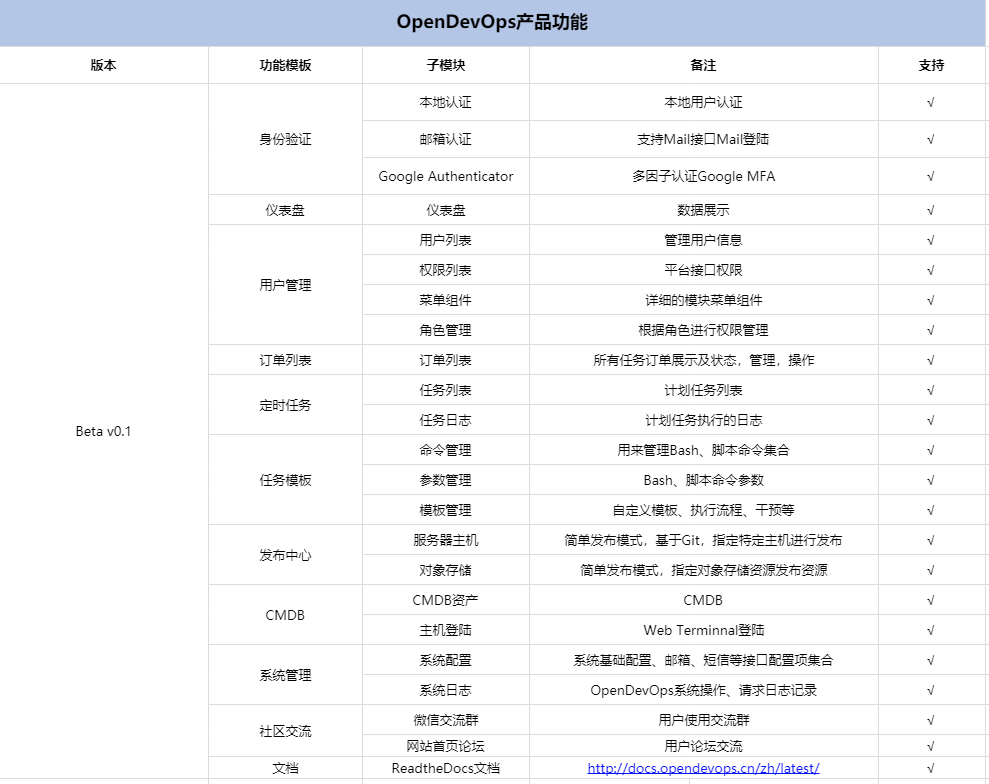 OpenDevOps产品功能
版本 功能模板 子模块 备注 支持
Beta v0.1 身份验证 本地认证 本地用户认证 √
邮箱认证 支持Mail接口Mail登陆 √
Google Authenticator 多因子认证Google MFA √
仪表盘 仪表盘 数据展示 √
用户管理 用户列表 管理用户信息 √
权限列表 平台接口权限 √
菜单组件 详细的模块菜单组件 √
角色管理 根据角色进行权限管理 √
订单列表 订单列表 所有任务订单展示及状态，管理，操作 √
定时任务 任务列表 计划任务列表 √
任务日志 计划任务执行的日志 √
任务模板 命令管理 用来管理Bash、脚本命令集合 √
参数管理 Bash、脚本命令参数 √
模板管理 自定义模板、执行流程、干预等 √
发布中心 服务器主机 简单发布模式，基于Git，指定特定主机进行发布 √
对象存储 简单发布模式，指定对象存储资源发布资源 √
CMDB CMDB资产 CMDB √
主机登陆 Web Terminnal登陆 √
系统管理 系统配置 系统基础配置、邮箱、短信等接口配置项集合 √
系统日志 OpenDevOps系统操作、请求日志记录 √
社区交流 微信交流群 用户使用交流群 √
网站首页论坛 用户论坛交流 √
文档 ReadtheDocs文档 http://docs.opendevops.cn/zh/latest/ √